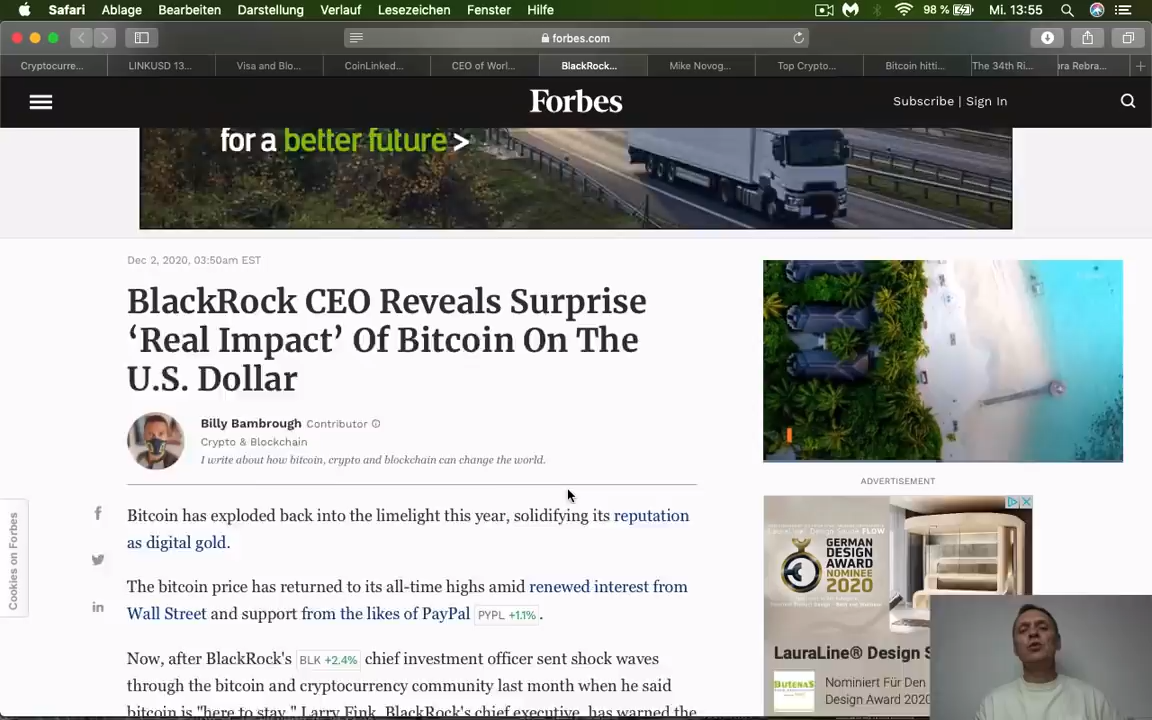 Safari Ablage Bearbeiten Darstellung Verlauf Lesezeichen Fenster Hilfe 98 % Mi. 13:55
forbes.com
Cryptocurre... LINKUSD 13... Visa and Blo... CoinLinked... CEO of Worl... BlackRock... Mike Novog... Top Crypto... Bitcoin hitti... The 34th Ri... ra Rebra...
Forbes
Subscribe | Sign In
for a better future >
Dec 2, 2020, 03:50am EST
BlackRock CEO Reveals Surprise
‘Real Impact’ Of Bitcoin On The
U.S. Dollar
Billy Bambrough Contributor
Crypto & Blockchain
I write about how bitcoin, crypto and blockchain can change the world.
Bitcoin has exploded back into the limelight this year, solidifying its reputation
as digital gold.
The bitcoin price has returned to its all-time highs amid renewed interest from
Wall Street and support from the likes of PayPal PYPL +1.1% .
Now, after BlackRock's BLK +2.4% chief investment officer sent shock waves
through the bitcoin and cryptocurrency community last month when he said
bitcoin is "here to stay," Larry Fink, BlackRock's chief executive, has warned the
Cookies on Forbes
ADVERTISEMENT
GERMAN
DESIGN
AWARD
NOMINEE
2020
LauraLine® Design S
BUTENAS
Nominiert Für Den
Design Award 2020